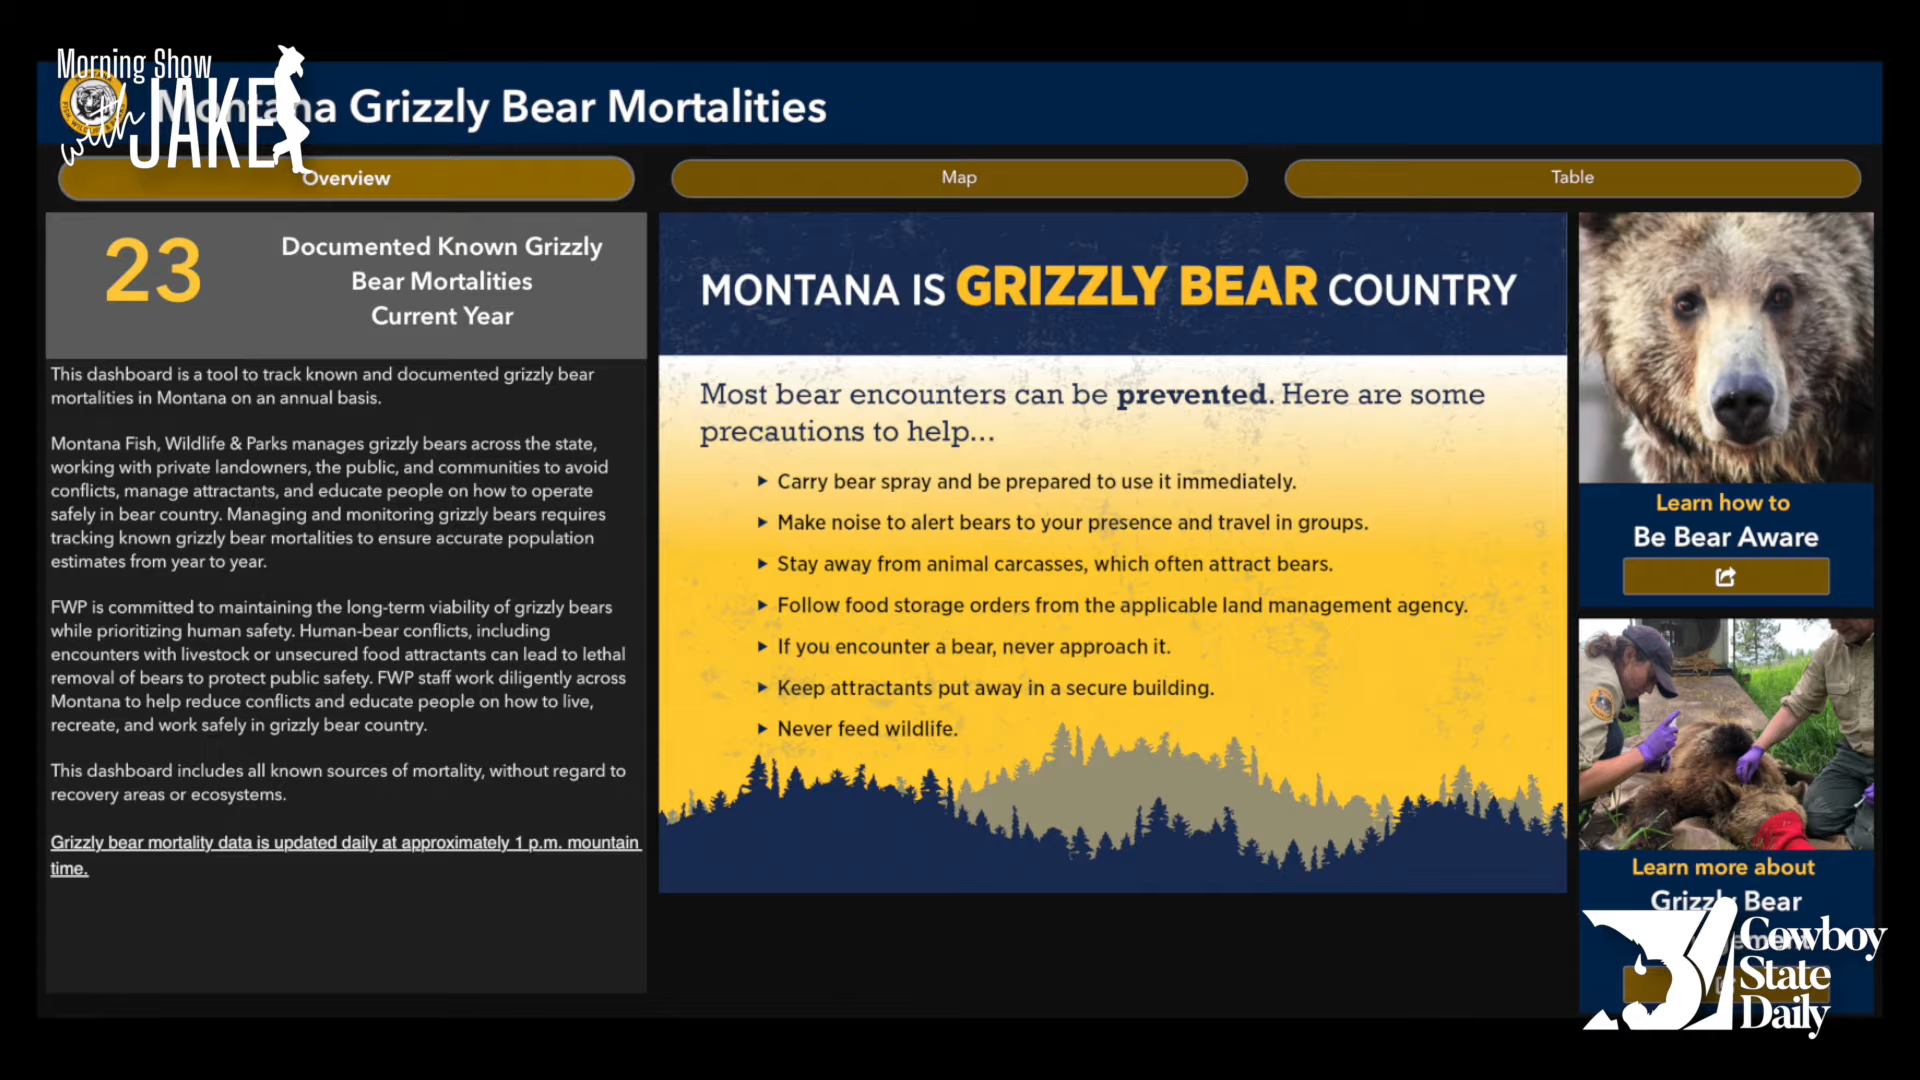 Morning Show
with JAKE
Montana Grizzly Bear Mortalities
Overview
Map
Table
23
Documented Known Grizzly
Bear Mortalities
Current Year
This dashboard is a tool to track known and documented grizzly bear
mortalities in Montana on an annual basis.
Montana Fish, Wildlife & Parks manages grizzly bears across the state,
working with private landowners, the public, and communities to avoid
conflicts, manage attractants, and educate people on how to operate
safely in bear country. Managing and monitoring grizzly bears requires
tracking known grizzly bear mortalities to ensure accurate population
estimates from year to year.
FWP is committed to maintaining the long-term viability of grizzly bears
while prioritizing human safety. Human-bear conflicts, including
encounters with livestock or unsecured food attractants can lead to lethal
removal of bears to protect public safety. FWP staff work diligently across
Montana to help reduce conflicts and educate people on how to live,
recreate, and work safely in grizzly bear country.
This dashboard includes all known sources of mortality, without regard to
recovery areas or ecosystems.
Grizzly bear mortality data is updated daily at approximately 1 p.m. mountain
time.
MONTANA IS GRIZZLY BEAR COUNTRY
Most bear encounters can be prevented. Here are some
precautions to help...
Carry bear spray and be prepared to use it immediately.
Make noise to alert bears to your presence and travel in groups.
Stay away from animal carcasses, which often attract bears.
Follow food storage orders from the applicable land management agency.
If you encounter a bear, never approach it.
Keep attractants put away in a secure building.
Never feed wildlife.
Learn how to
Be Bear Aware
Learn more about
Grizzly Bear
Cowboy
State
Daily